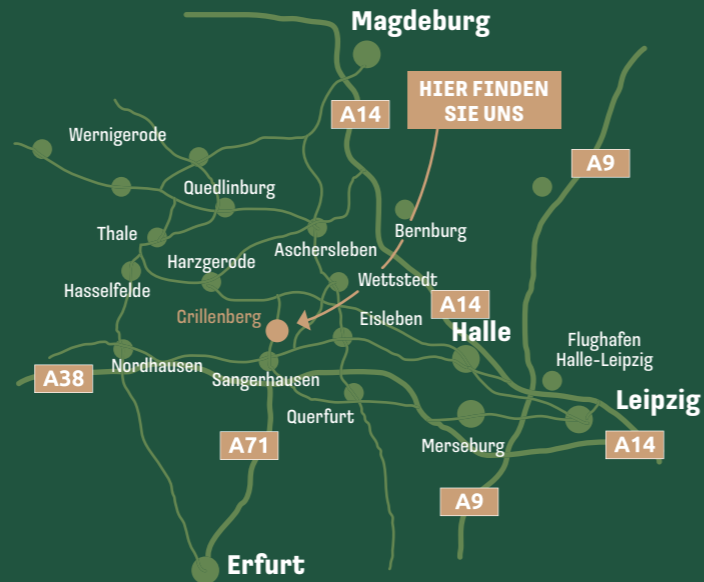 Magdeburg
HIER FINDEN
SIE UNS
A14
A9
Wernigerode
Quedlinburg
Thale
Bernburg
Aschersleben
Harzgerode
Hasselfelde
Wettstedt
A14
Grillenberg
Eisleben
Halle
Flughafen
Halle-Leipzig
Nordhausen
A38
Sangerhausen
Querfurt
Leipzig
Merseburg
A71
A14
A9
Erfurt